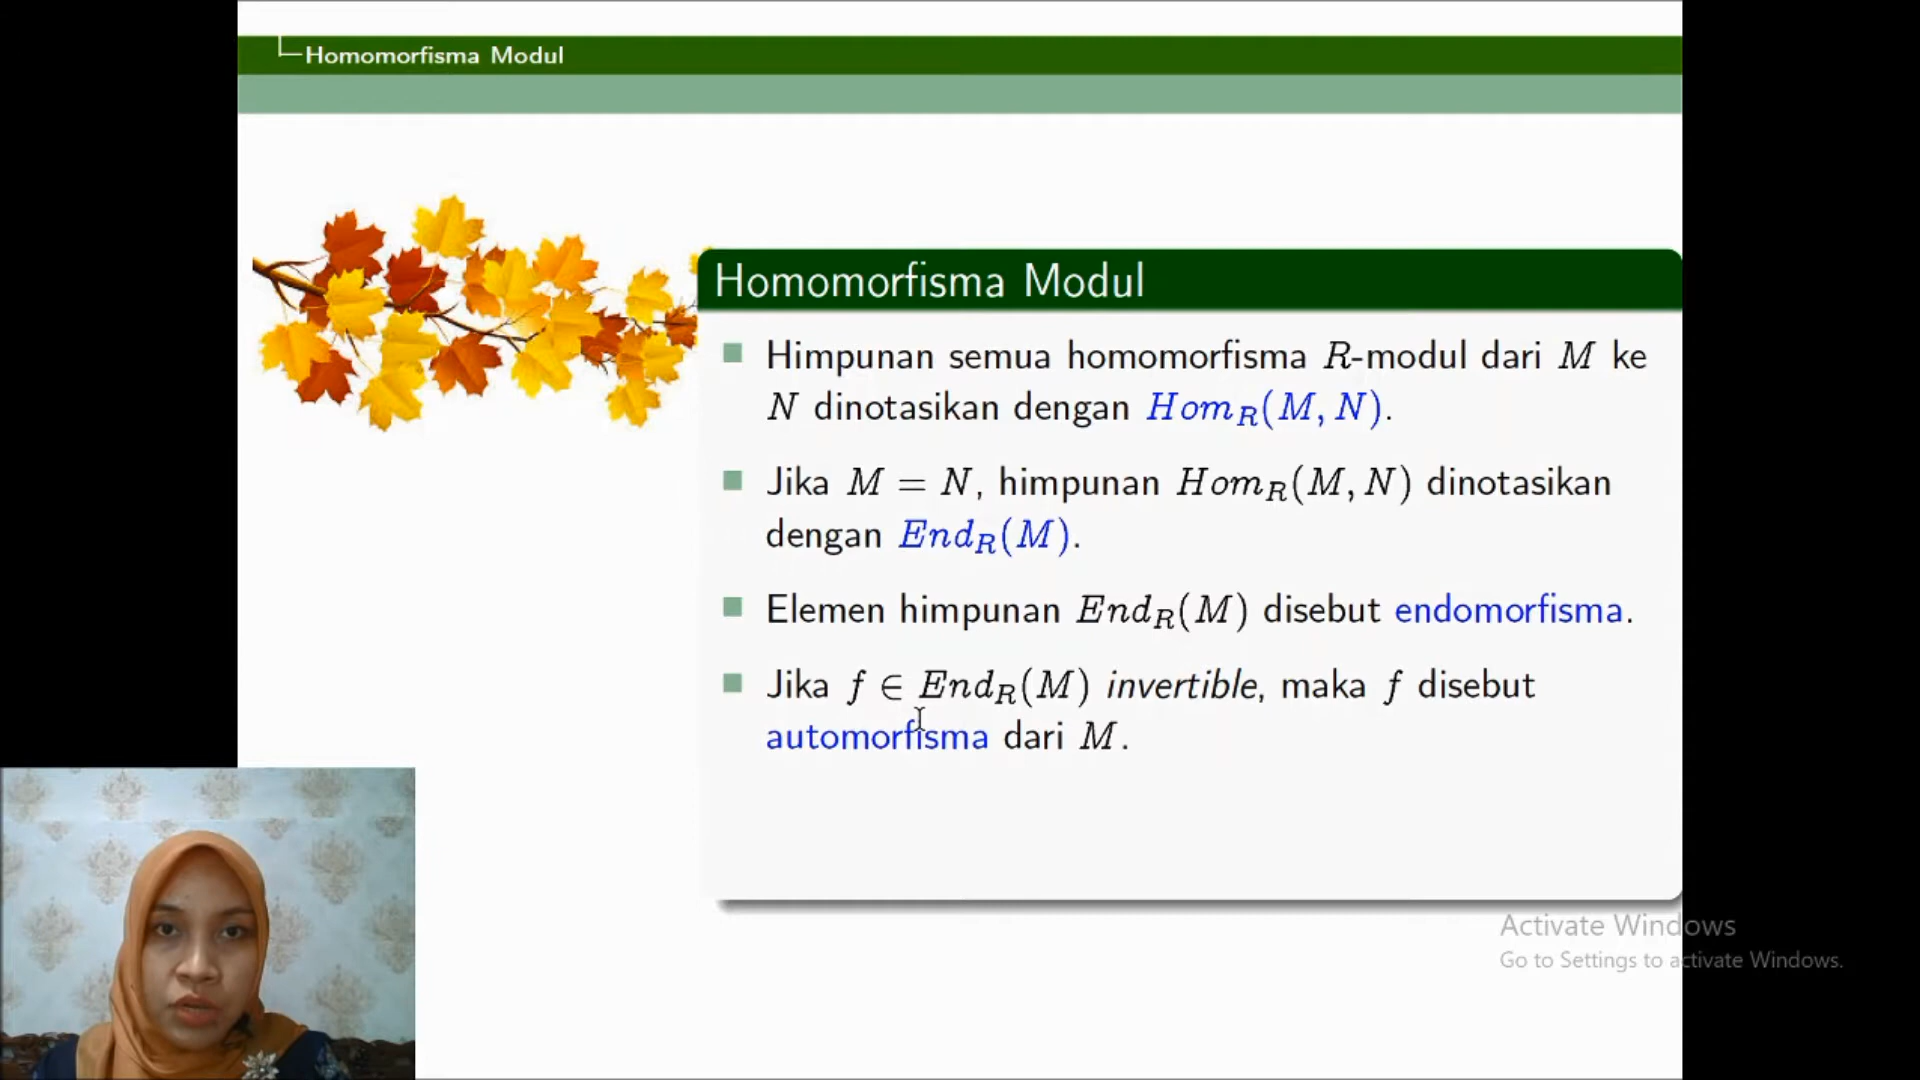 Homomorfisma Modul
Homomorfisma Modul
Himpunan semua homomorfisma R-modul dari M ke
N dinotasikan dengan Hom_R(M, N).
Jika M = N, himpunan Hom_R(M, N) dinotasikan
dengan End_R(M).
Elemen himpunan End_R(M) disebut endomorfisma.
Jika f ∈ End_R(M) invertible, maka f disebut
automorfisma dari M.
Activate Windows
Go to Settings to activate Windows.